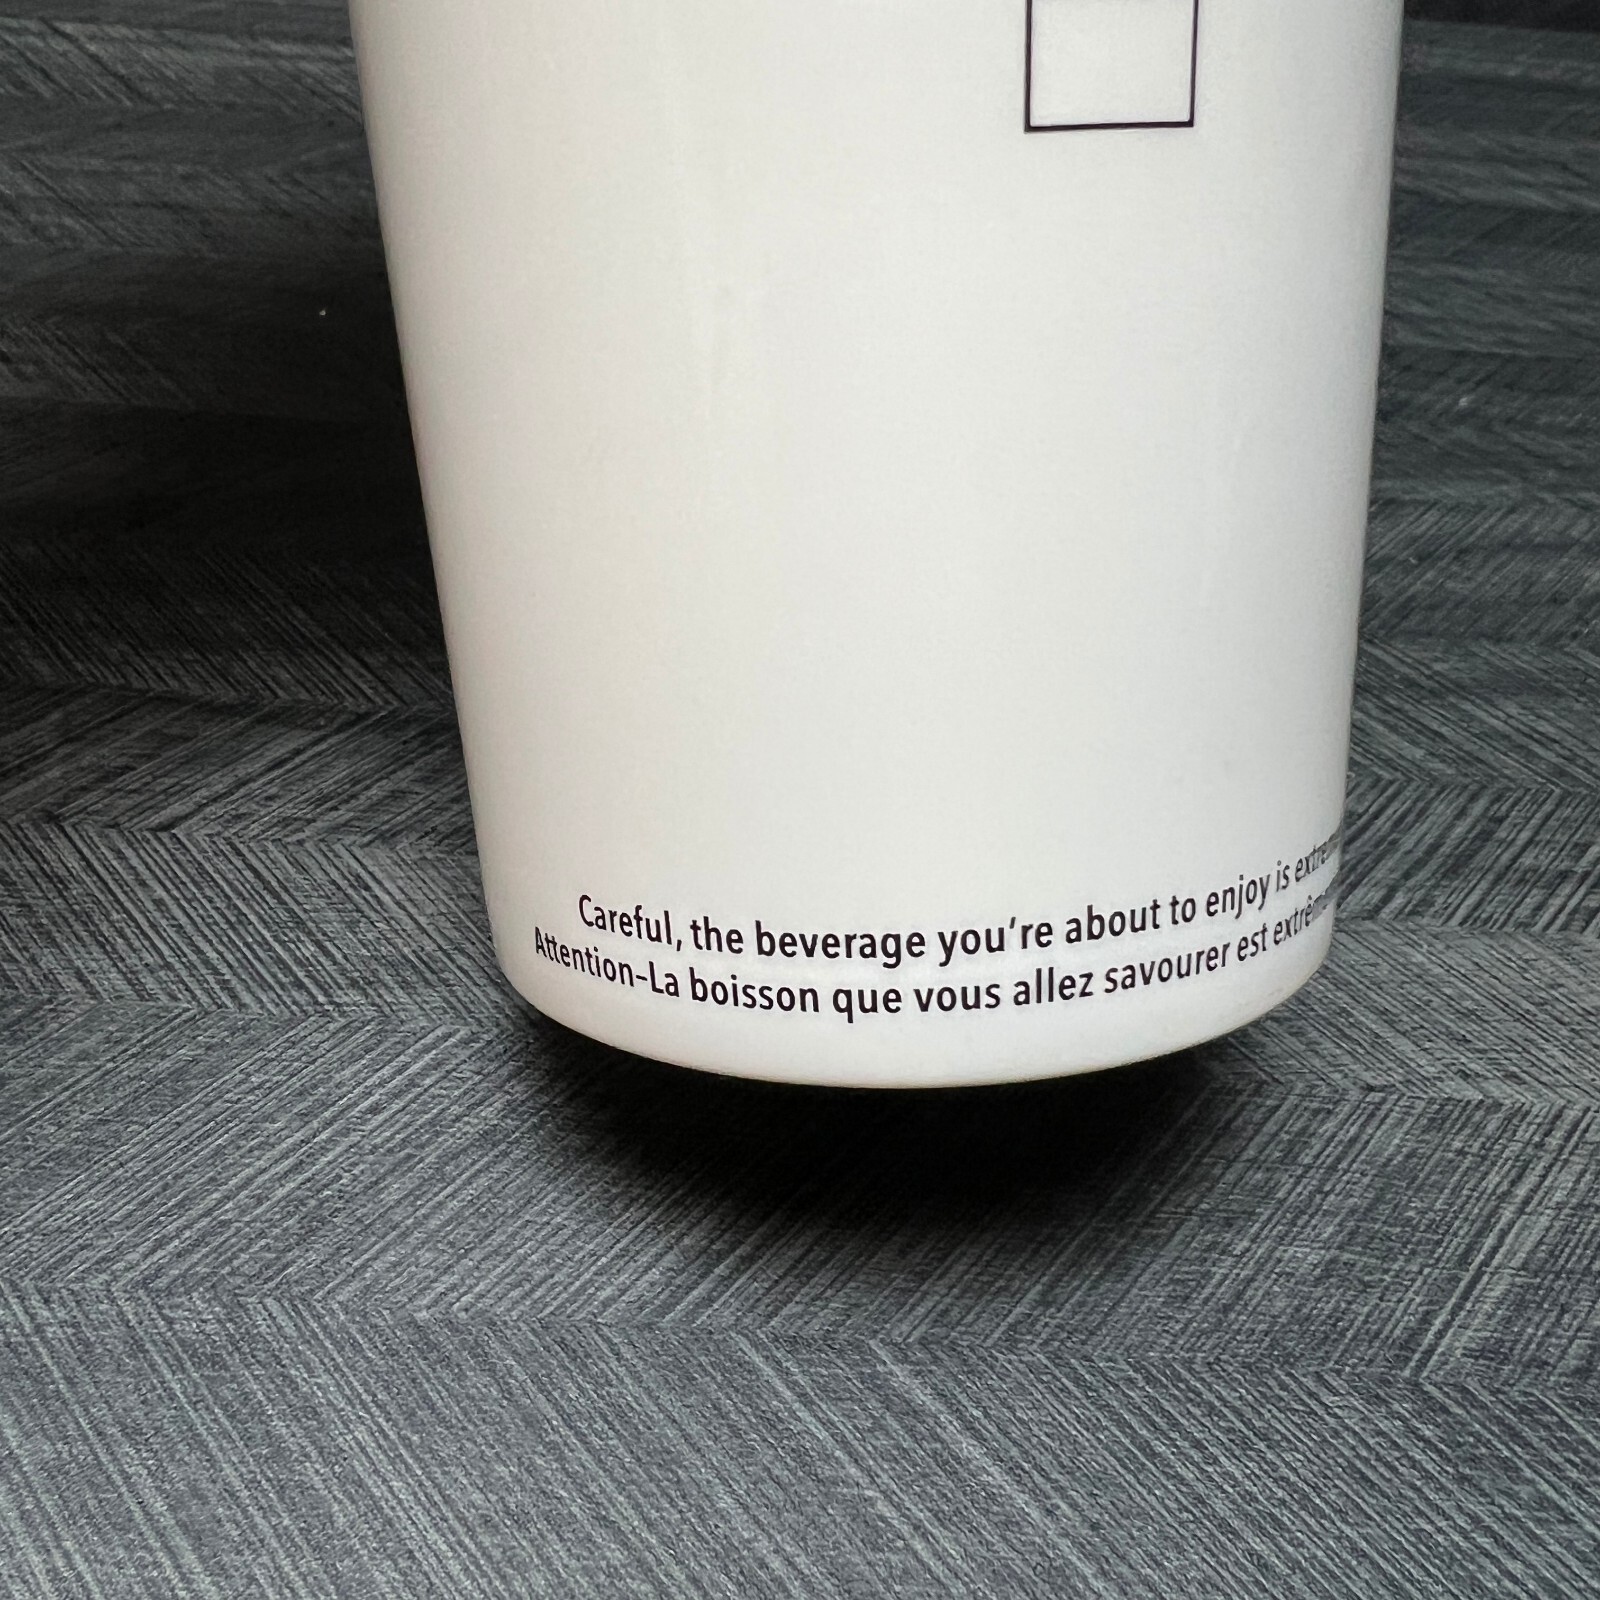 Careful, the beverage you're about to enjoy is
Attention–La boisson que vous allez savourer est